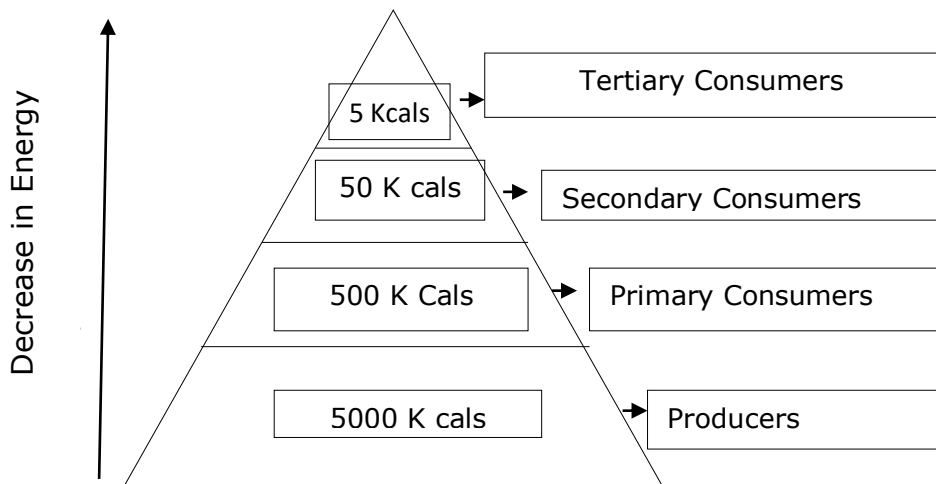 Decrease in Energy
5 Kcals
Tertiary Consumers
50 K cals
Secondary Consumers
500 K Cals
Primary Consumers
5000 K cals
Producers